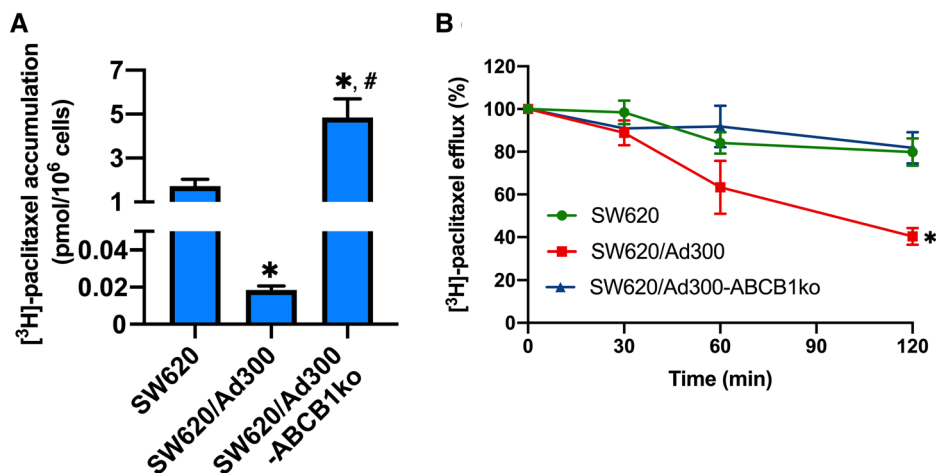 A
[³H]-paclitaxel accumulation
(pmol/10⁶ cells)
7
5
3
1
0.04
0.02
0
*
*, #
SW620
SW620/Ad300
SW620/Ad300
-ABCB1ko
B
[³H]-paclitaxel efflux (%)
120
100
80
60
40
20
0
SW620
SW620/Ad300
SW620/Ad300-ABCB1ko
*
0
30
60
90
120
Time (min)